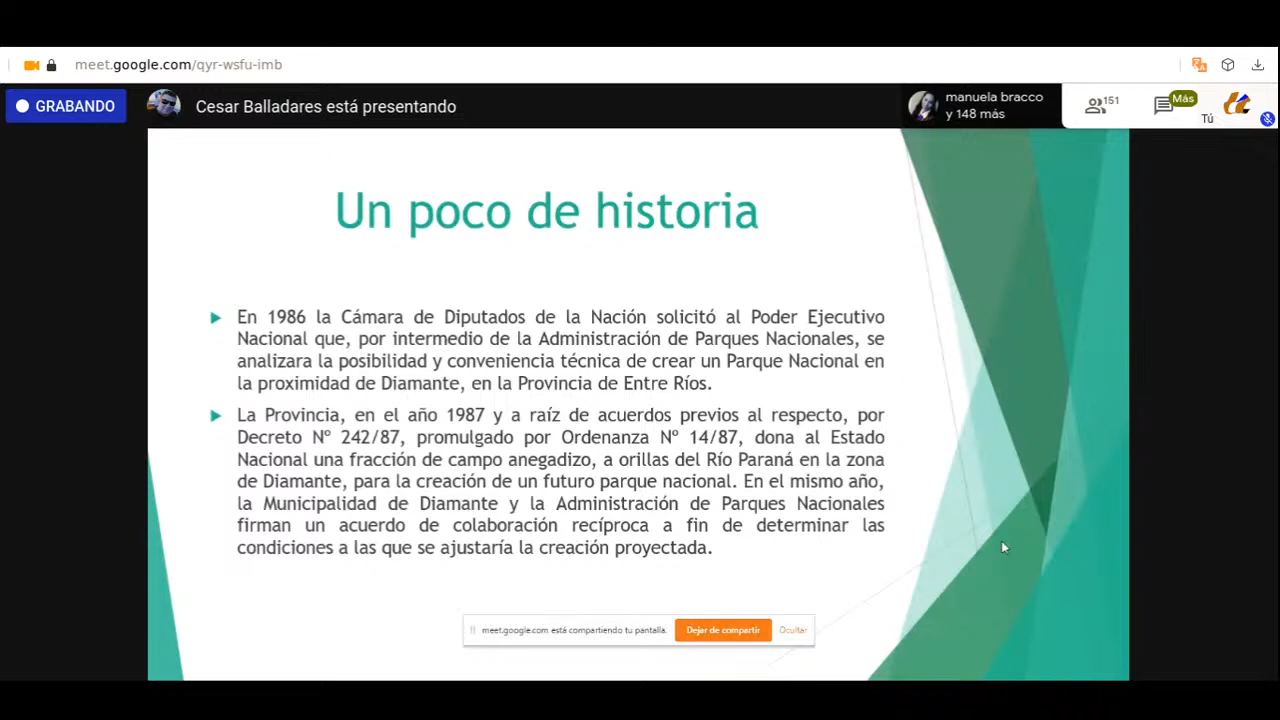 meet.google.com/qyr-wsfu-imb
GRABANDO
Cesar Balladares está presentando
manuela bracco
y 148 más
151
Más
Tú
Un poco de historia
En 1986 la Cámara de Diputados de la Nación solicitó al Poder Ejecutivo
Nacional que, por intermedio de la Administración de Parques Nacionales, se
analizara la posibilidad y conveniencia técnica de crear un Parque Nacional en
la proximidad de Diamante, en la Provincia de Entre Ríos.
La Provincia, en el año 1987 y a raíz de acuerdos previos al respecto, por
Decreto Nº 242/87, promulgado por Ordenanza Nº 14/87, dona al Estado
Nacional una fracción de campo anegadizo, a orillas del Río Paraná en la zona
de Diamante, para la creación de un futuro parque nacional. En el mismo año,
la Municipalidad de Diamante y la Administración de Parques Nacionales
firman un acuerdo de colaboración recíproca a fin de determinar las
condiciones a las que se ajustaría la creación proyectada.
meet.google.com está compartiendo tu pantalla.
Dejar de compartir
Ocultar